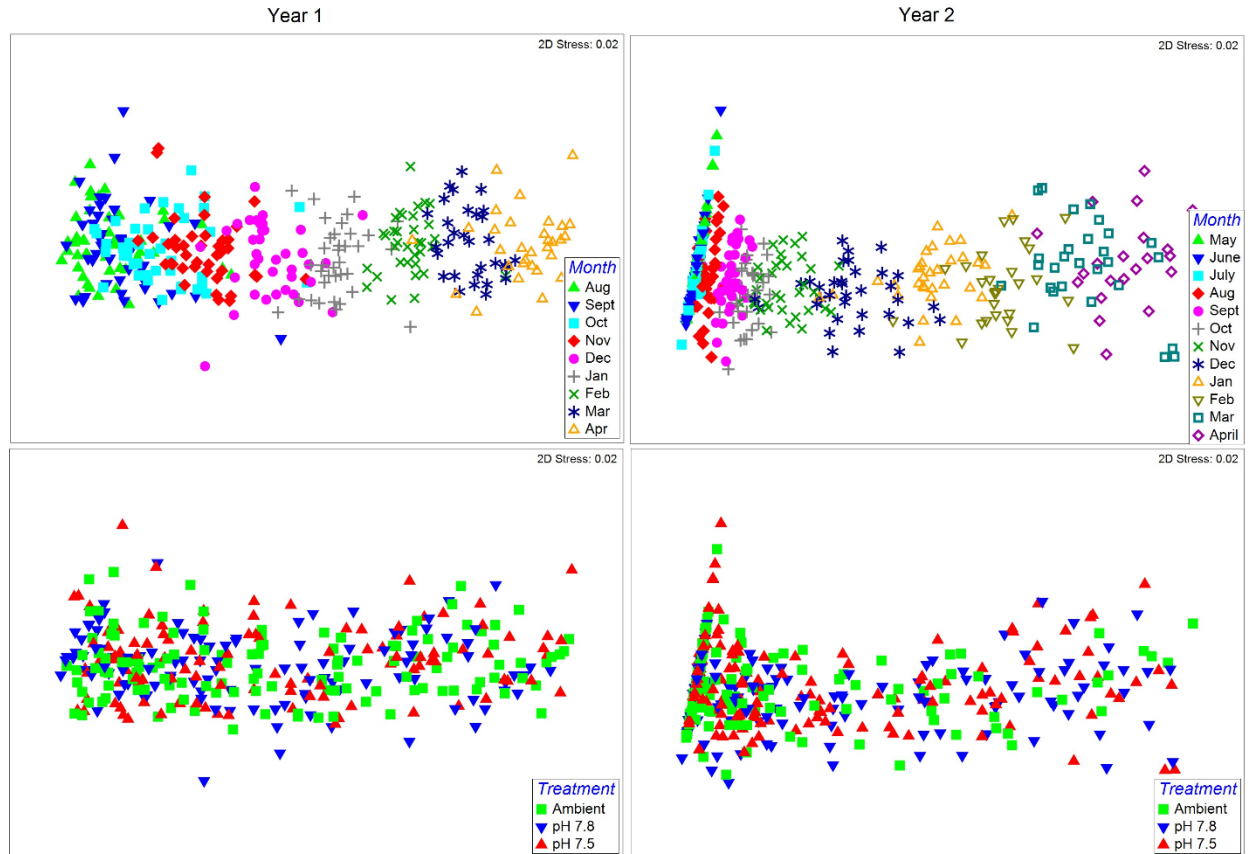 Year 1
Year 2
2D Stress: 0.02
Month
Aug
Sept
Oct
Nov
Dec
Jan
Feb
Mar
Apr
2D Stress: 0.02
Month
May
June
July
Aug
Sept
Oct
Nov
Dec
Jan
Feb
Mar
April
2D Stress: 0.02
Treatment
Ambient
pH 7.8
pH 7.5
2D Stress: 0.02
Treatment
Ambient
pH 7.8
pH 7.5